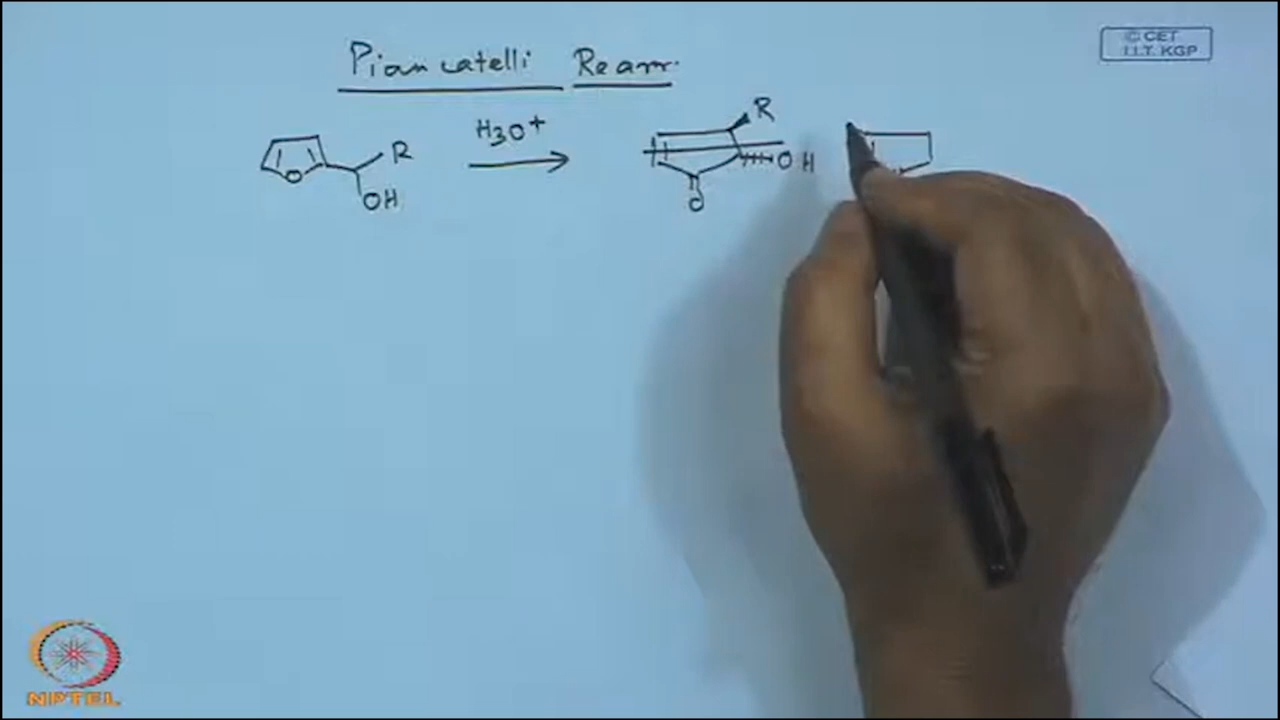 © CET
I.I.T. KGP
Piancatelli Rearr.
H3O+
R
O
OH
R
OH
O
NPTEL